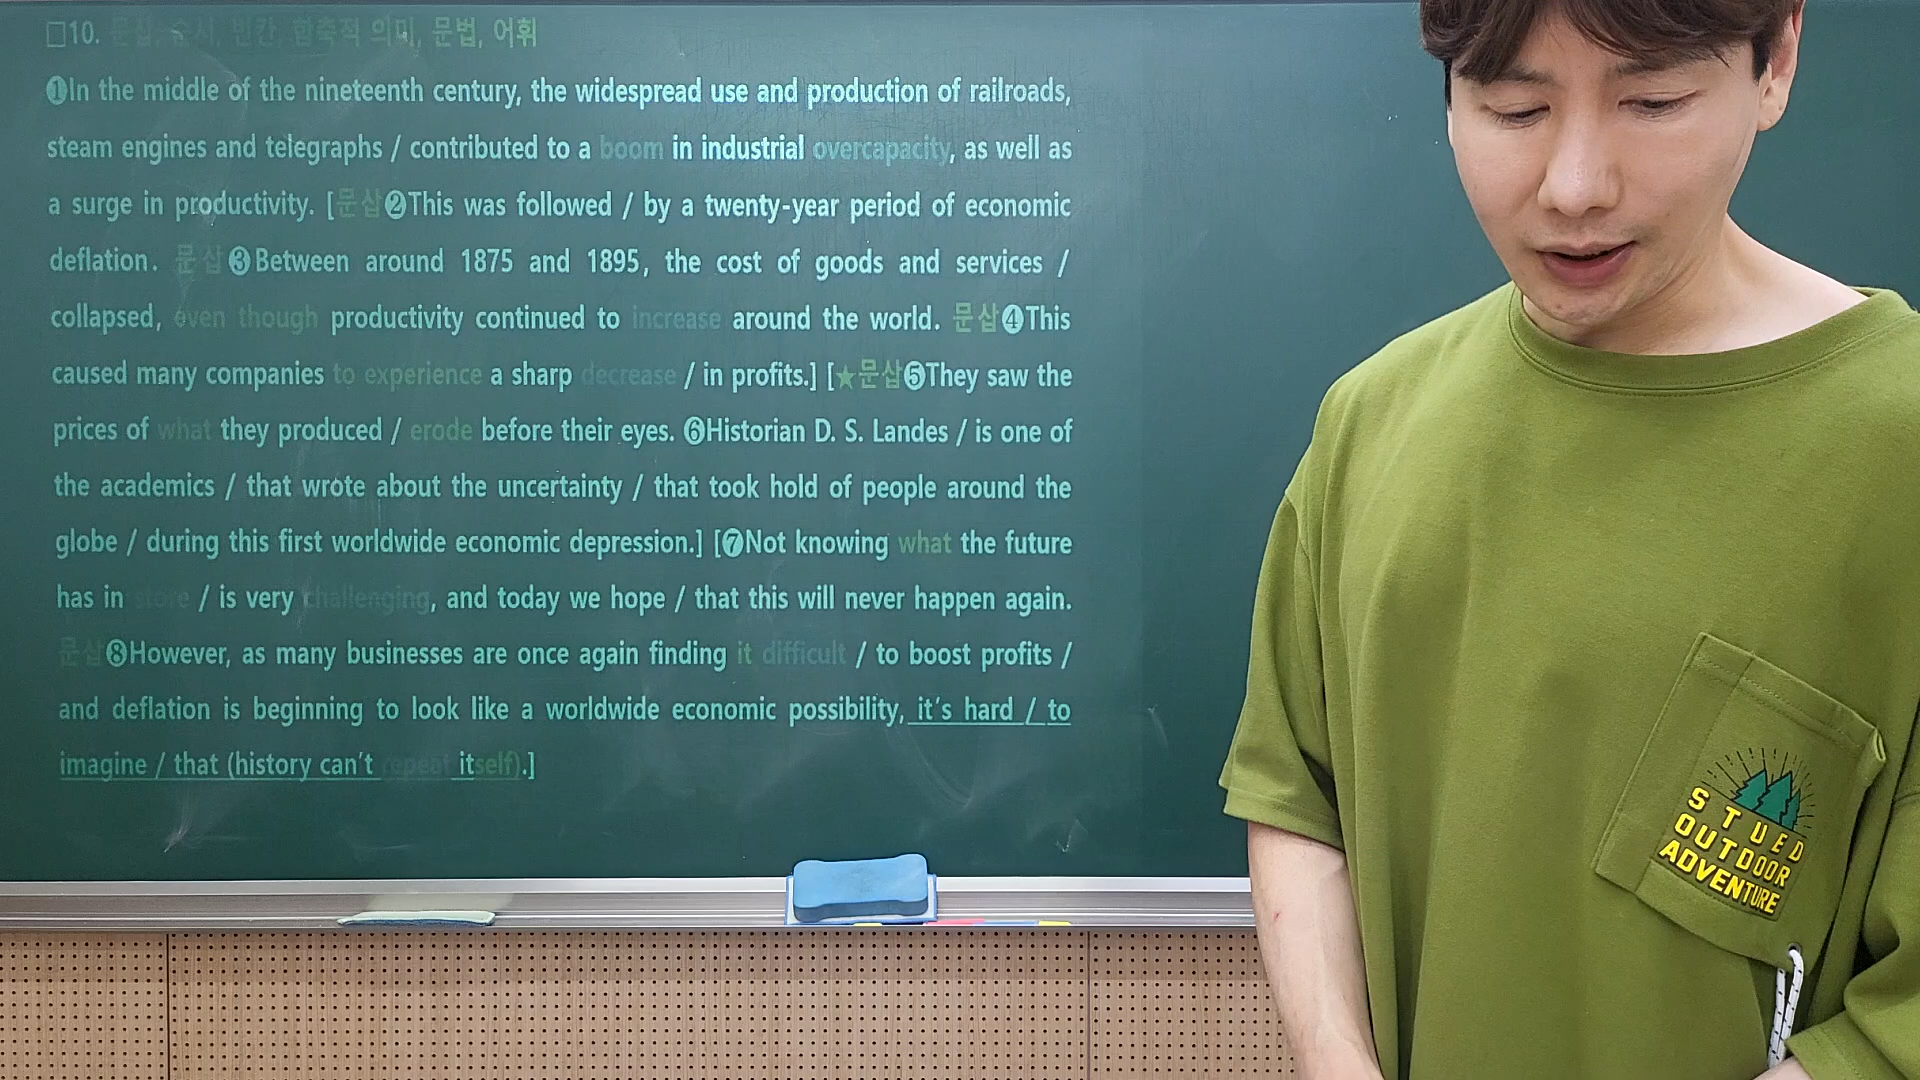 □10. 문삽, 순서, 빈칸, 함축적 의미, 문법, 어휘
❶In the middle of the nineteenth century, the widespread use and production of railroads,
steam engines and telegraphs / contributed to a boom in industrial overcapacity, as well as
a surge in productivity. [문삽❷This was followed / by a twenty-year period of economic
deflation. 문삽❸Between around 1875 and 1895, the cost of goods and services /
collapsed, even though productivity continued to increase around the world. 문삽❹This
caused many companies to experience a sharp decrease / in profits.] [★문삽❺They saw the
prices of what they produced / erode before their eyes. ❻Historian D. S. Landes / is one of
the academics / that wrote about the uncertainty / that took hold of people around the
globe / during this first worldwide economic depression.] [❼Not knowing what the future
has in store / is very challenging, and today we hope / that this will never happen again.
문삽❽However, as many businesses are once again finding it difficult / to boost profits /
and deflation is beginning to look like a worldwide economic possibility, it's hard / to
imagine / that (history can't repeat itself).]
STUED
OUTDOOR
ADVENTURE